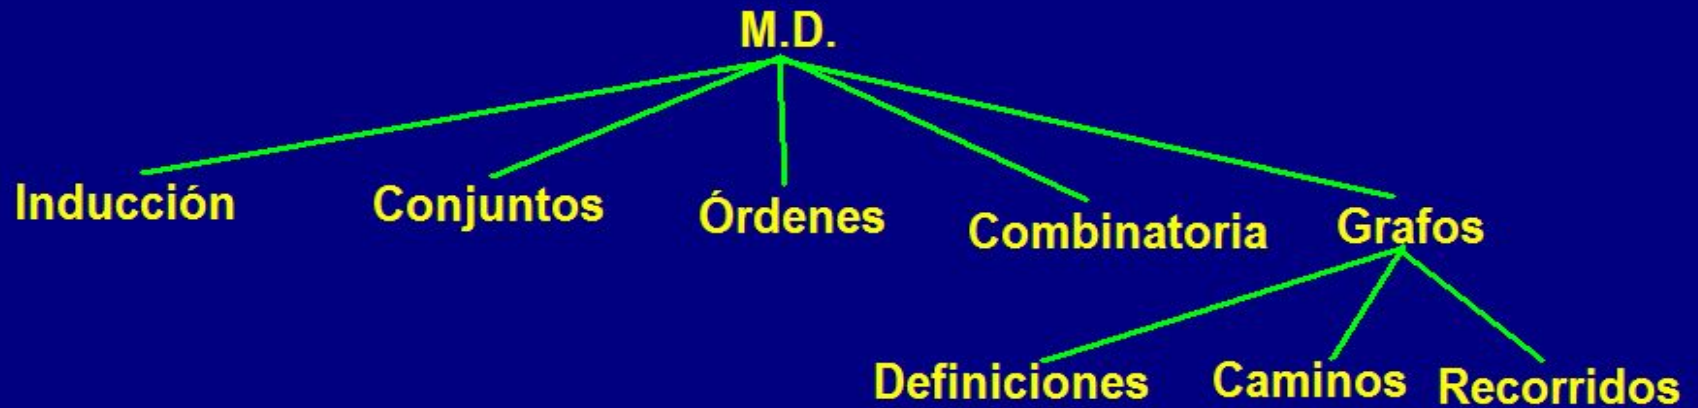 M.D.
Inducción Conjuntos Órdenes Combinatoria Grafos
Definiciones Caminos Recorridos